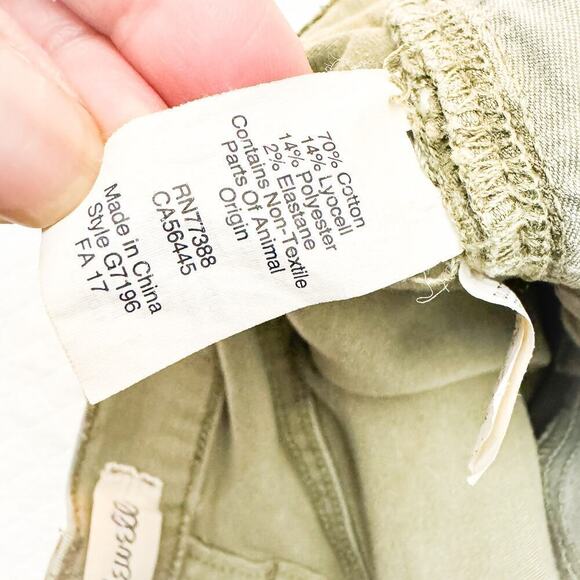 70% Cotton
14% Lyocell
14% Polyester
2% Elastane
Contains Non-Textile
Parts Of Animal
Origin
RN77388
CA56445
Made in China
Style G7196
FA 17